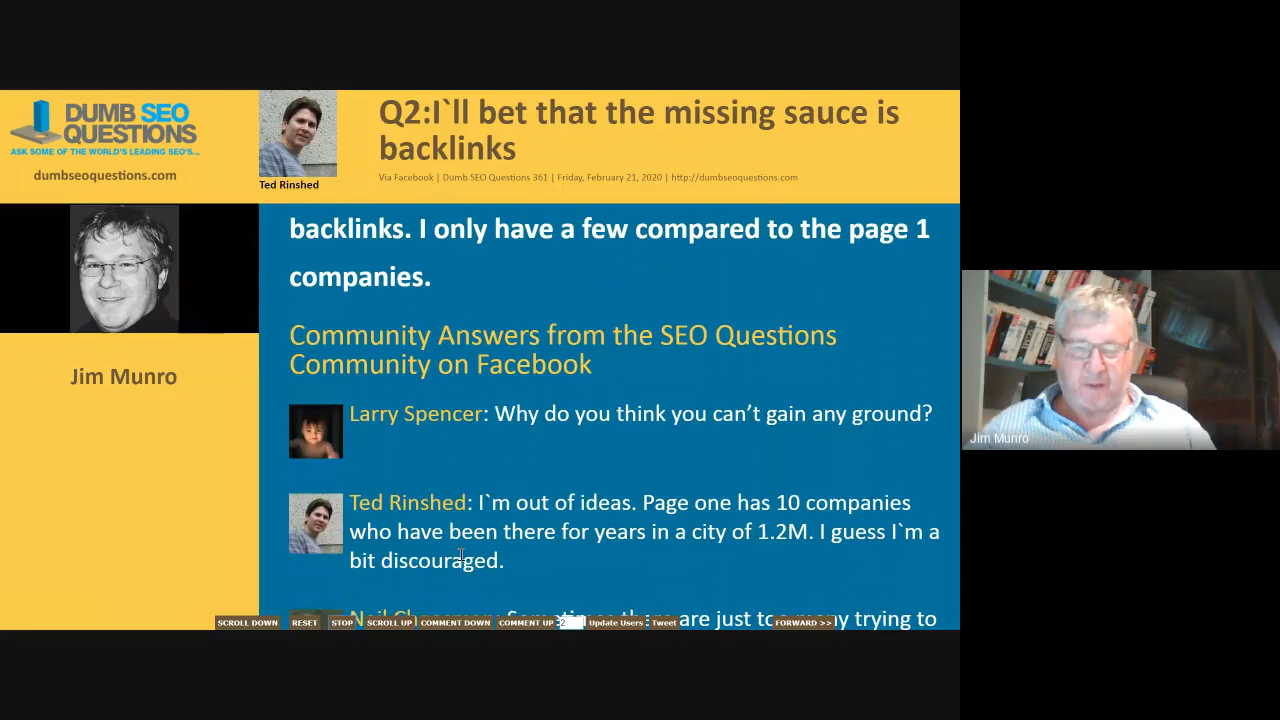 DUMB SEO
QUESTIONS
ASK SOME OF THE WORLD'S LEADING SEO'S...
dumbseoquestions.com
Ted Rinshed
Q2:I`ll bet that the missing sauce is
backlinks
Via Facebook | Dumb SEO Questions 361 | Friday, February 21, 2020 | http://dumbseoquestions.com
Jim Munro
backlinks. I only have a few compared to the page 1
companies.
Community Answers from the SEO Questions
Community on Facebook
Larry Spencer: Why do you think you can’t gain any ground?
Ted Rinshed: I`m out of ideas. Page one has 10 companies
who have been there for years in a city of 1.2M. I guess I`m a
bit discouraged.
Sometimes there are just too many trying to
SCROLL DOWN RESET STOP SCROLL UP COMMENT DOWN COMMENT UP 2 Update Users Tweet FORWARD >>
Jim Munro